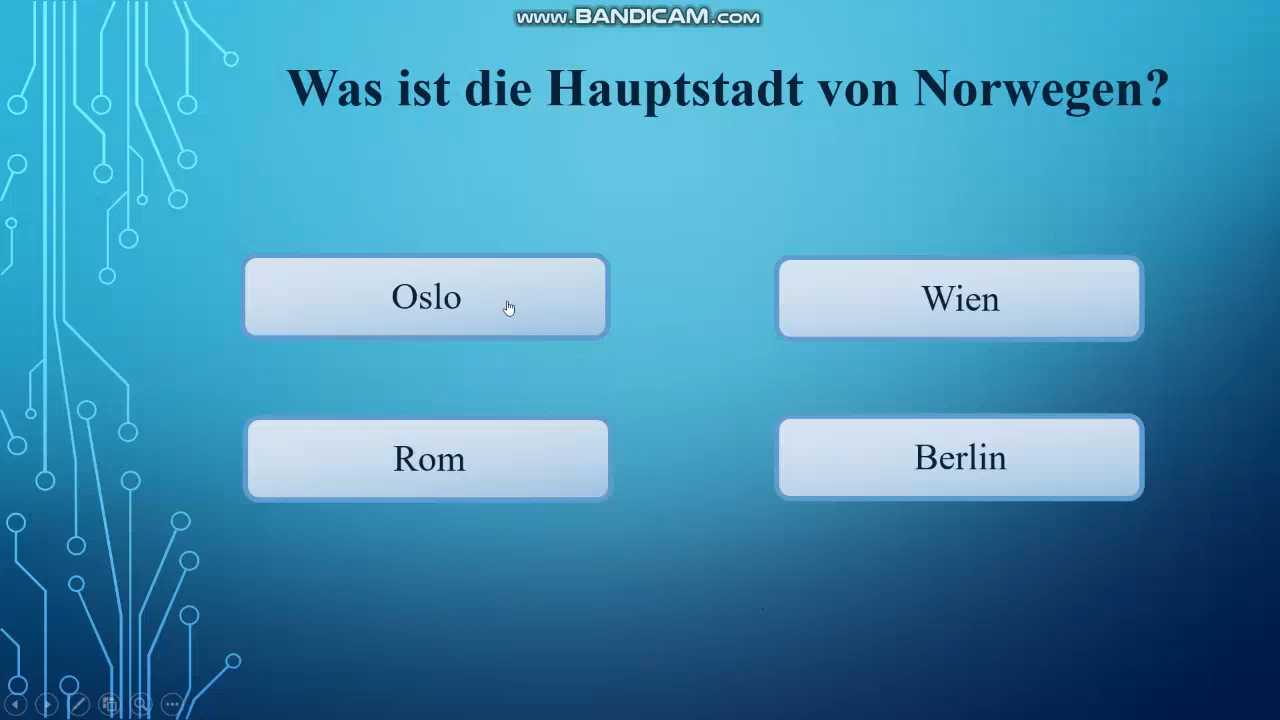 www.BANDICAM.com
Was ist die Hauptstadt von Norwegen?
Oslo
Wien
Rom
Berlin